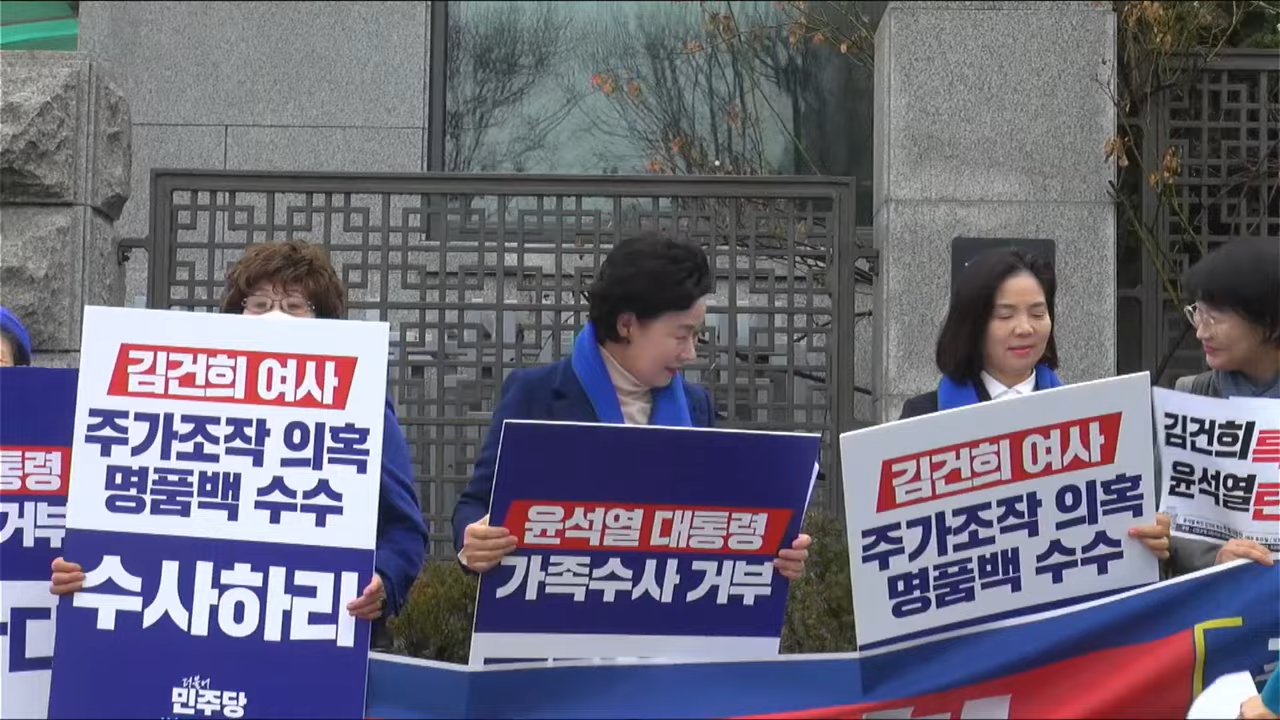 통령
거부
김건희 여사
주가조작 의혹
명품백 수수
수사하라
더불어
민주당
윤석열 대통령
가족수사 거부
김건희 여사
주가조작 의혹
명품백 수수
김건희
윤석열